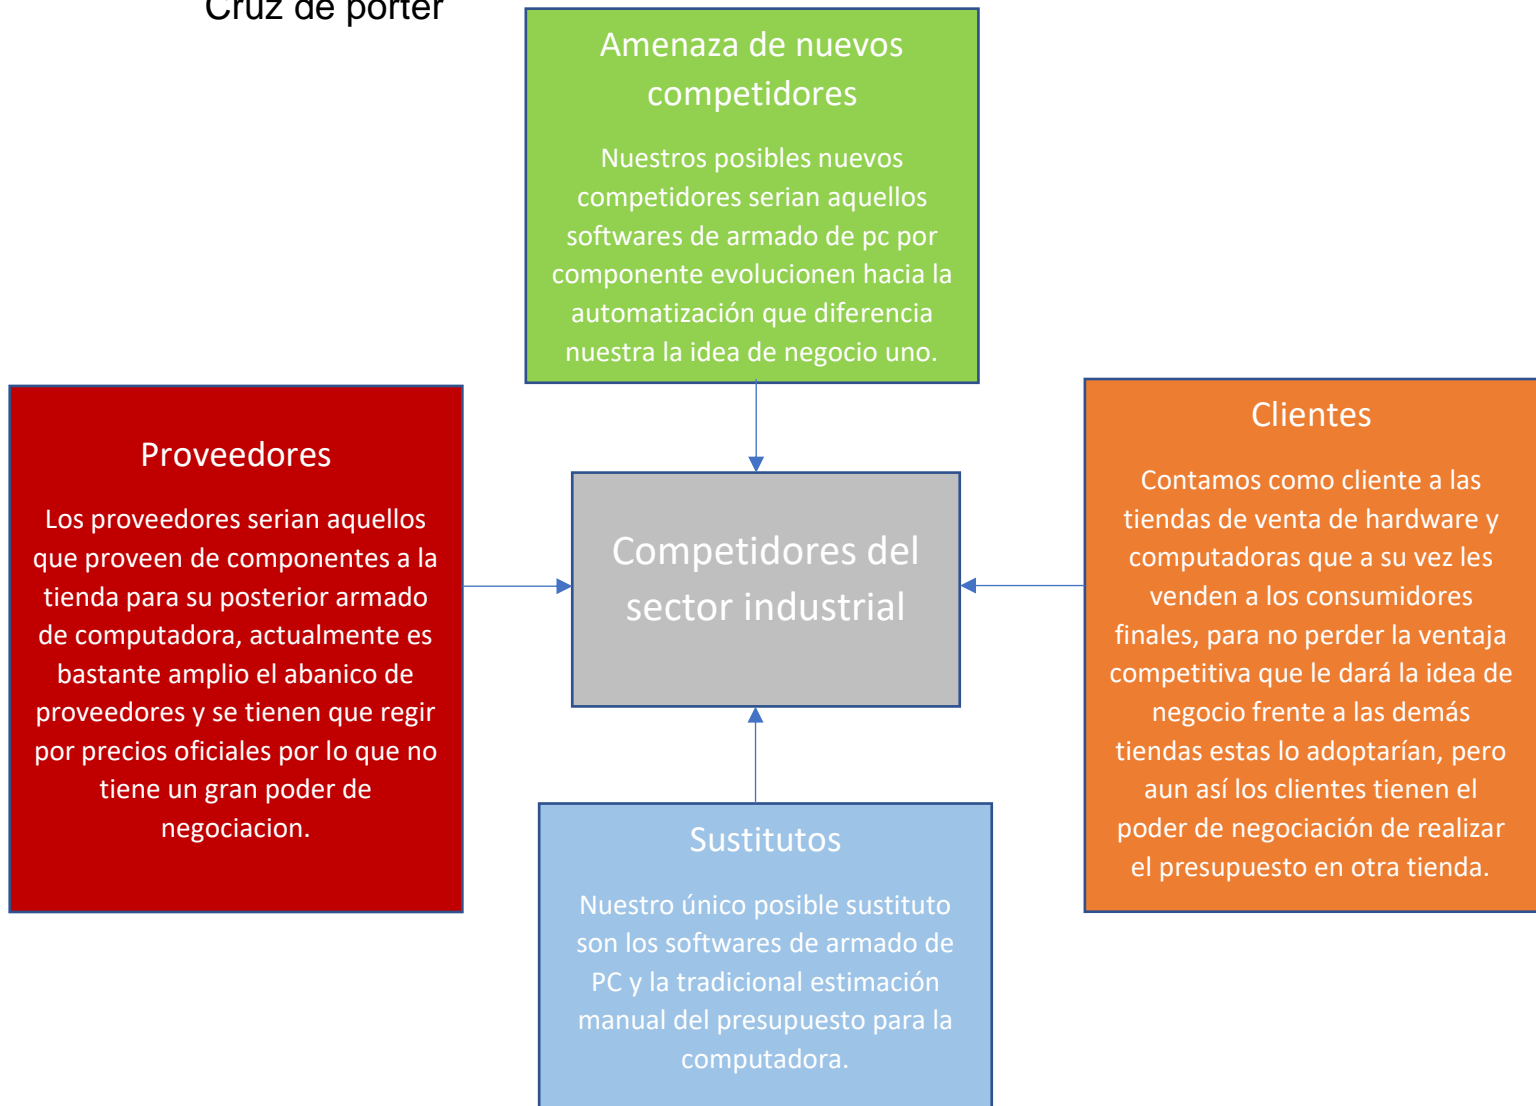 Cruz de porter
Amenaza de nuevos
competidores
Nuestros posibles nuevos
competidores serian aquellos
softwares de armado de pc por
componente evolucionen hacia la
automatización que diferencia
nuestra la idea de negocio uno.
Proveedores
Los proveedores serian aquellos
que proveen de componentes a la
tienda para su posterior armado
de computadora, actualmente es
bastante amplio el abanico de
proveedores y se tienen que regir
por precios oficiales por lo que no
tiene un gran poder de
negociacion.
Competidores del
sector industrial
Clientes
Contamos como cliente a las
tiendas de venta de hardware y
computadoras que a su vez les
venden a los consumidores
finales, para no perder la ventaja
competitiva que le dará la idea de
negocio frente a las demás
tiendas estas lo adoptarían, pero
aun así los clientes tienen el
poder de negociación de realizar
el presupuesto en otra tienda.
Sustitutos
Nuestro único posible sustituto
son los softwares de armado de
PC y la tradicional estimación
manual del presupuesto para la
computadora.